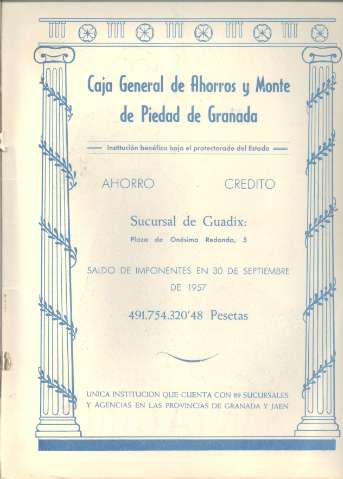 Caja General de Ahorros y Monte
de Piedad de Granada
Institución benéfica bajo el protectorado del Estado
AHORRO CREDITO
Sucursal de Guadix:
Plaza de Onésimo Redondo, 5
SALDO DE IMPONENTES EN 30 DE SEPTIEMBRE
DE 1957
491.754.320'48 Pesetas
UNICA INSTITUCION QUE CUENTA CON 89 SUCURSALES
Y AGENCIAS EN LAS PROVINCIAS DE GRANADA Y JAEN